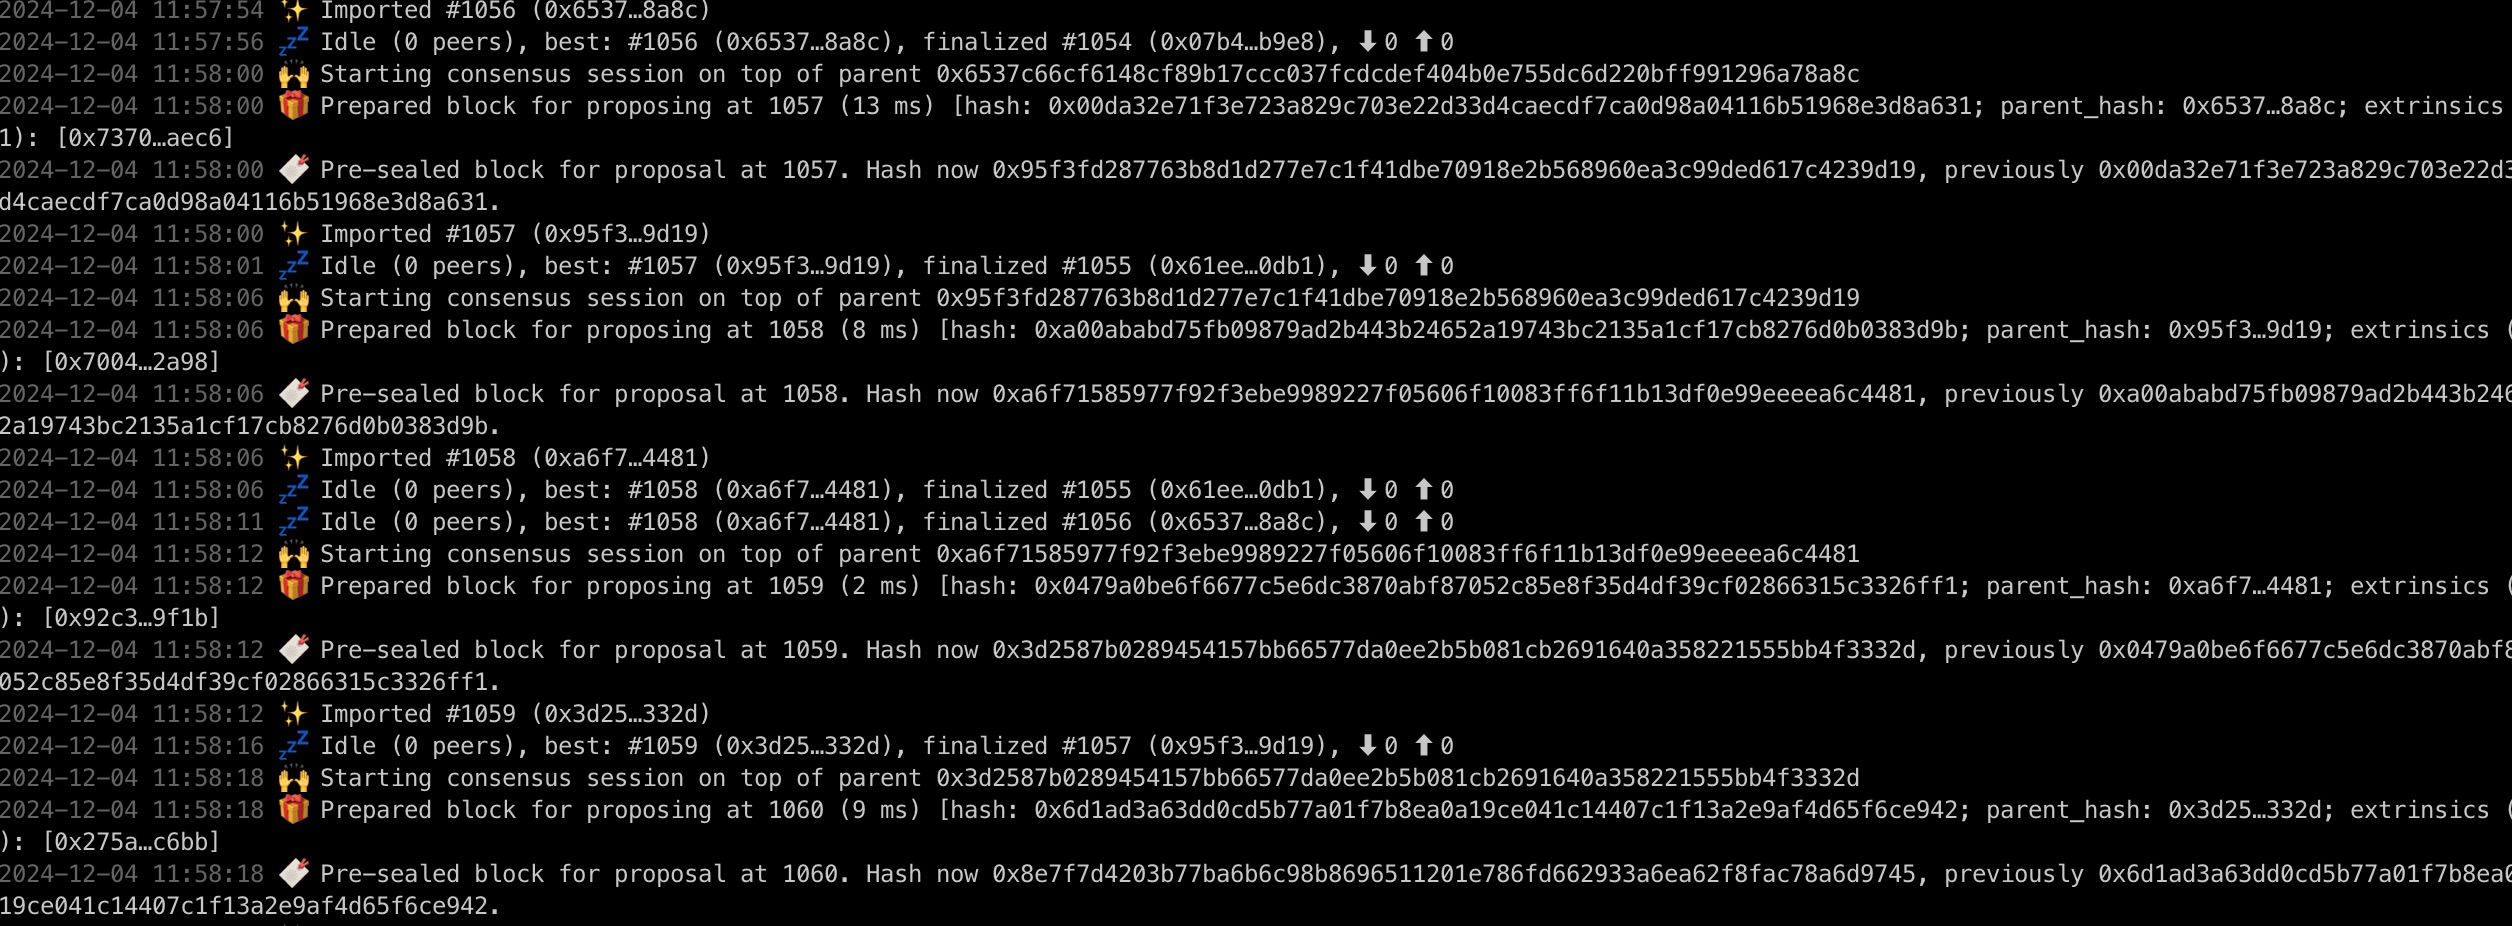 2024-12-04 11:57:54 ✨ Imported #1056 (0x6537…8a8c)
2024-12-04 11:57:56 💤 Idle (0 peers), best: #1056 (0x6537…8a8c), finalized #1054 (0x07b4…b9e8), ⬇ 0 ⬆ 0
2024-12-04 11:58:00 🙌 Starting consensus session on top of parent 0x6537c66cf6148cf89b17ccc037fcdcdef404b0e755dc6d220bff991296a78a8c
2024-12-04 11:58:00 🎁 Prepared block for proposing at 1057 (13 ms) [hash: 0x00da32e71f3e723a829c703e22d33d4caecdf7ca0d98a04116b51968e3d8a631; parent_hash: 0x6537…8a8c; extrinsics
1): [0x7370…aec6]
2024-12-04 11:58:00 🔖 Pre-sealed block for proposal at 1057. Hash now 0x95f3fd287763b8d1d277e7c1f41dbe70918e2b568960ea3c99ded617c4239d19, previously 0x00da32e71f3e723a829c703e22d3
d4caecdf7ca0d98a04116b51968e3d8a631.
2024-12-04 11:58:00 ✨ Imported #1057 (0x95f3…9d19)
2024-12-04 11:58:01 💤 Idle (0 peers), best: #1057 (0x95f3…9d19), finalized #1055 (0x61ee…0db1), ⬇ 0 ⬆ 0
2024-12-04 11:58:06 🙌 Starting consensus session on top of parent 0x95f3fd287763b8d1d277e7c1f41dbe70918e2b568960ea3c99ded617c4239d19
2024-12-04 11:58:06 🎁 Prepared block for proposing at 1058 (8 ms) [hash: 0xa00ababd75fb09879ad2b443b24652a19743bc2135a1cf17cb8276d0b0383d9b; parent_hash: 0x95f3…9d19; extrinsics (
): [0x7004…2a98]
2024-12-04 11:58:06 🔖 Pre-sealed block for proposal at 1058. Hash now 0xa6f71585977f92f3ebe9989227f05606f10083ff6f11b13df0e99eeeea6c4481, previously 0xa00ababd75fb09879ad2b443b246
2a19743bc2135a1cf17cb8276d0b0383d9b.
2024-12-04 11:58:06 ✨ Imported #1058 (0xa6f7…4481)
2024-12-04 11:58:06 💤 Idle (0 peers), best: #1058 (0xa6f7…4481), finalized #1055 (0x61ee…0db1), ⬇ 0 ⬆ 0
2024-12-04 11:58:11 💤 Idle (0 peers), best: #1058 (0xa6f7…4481), finalized #1056 (0x6537…8a8c), ⬇ 0 ⬆ 0
2024-12-04 11:58:12 🙌 Starting consensus session on top of parent 0xa6f71585977f92f3ebe9989227f05606f10083ff6f11b13df0e99eeeea6c4481
2024-12-04 11:58:12 🎁 Prepared block for proposing at 1059 (2 ms) [hash: 0x0479a0be6f6677c5e6dc3870abf87052c85e8f35d4df39cf02866315c3326ff1; parent_hash: 0xa6f7…4481; extrinsics (
): [0x92c3…9f1b]
2024-12-04 11:58:12 🔖 Pre-sealed block for proposal at 1059. Hash now 0x3d2587b0289454157bb66577da0ee2b5b081cb2691640a358221555bb4f3332d, previously 0x0479a0be6f6677c5e6dc3870abf8
052c85e8f35d4df39cf02866315c3326ff1.
2024-12-04 11:58:12 ✨ Imported #1059 (0x3d25…332d)
2024-12-04 11:58:16 💤 Idle (0 peers), best: #1059 (0x3d25…332d), finalized #1057 (0x95f3…9d19), ⬇ 0 ⬆ 0
2024-12-04 11:58:18 🙌 Starting consensus session on top of parent 0x3d2587b0289454157bb66577da0ee2b5b081cb2691640a358221555bb4f3332d
2024-12-04 11:58:18 🎁 Prepared block for proposing at 1060 (9 ms) [hash: 0x6d1ad3a63dd0cd5b77a01f7b8ea0a19ce041c14407c1f13a2e9af4d65f6ce942; parent_hash: 0x3d25…332d; extrinsics (
): [0x275a…c6bb]
2024-12-04 11:58:18 🔖 Pre-sealed block for proposal at 1060. Hash now 0x8e7f7d4203b77ba6b6c98b8696511201e786fd662933a6ea62f8fac78a6d9745, previously 0x6d1ad3a63dd0cd5b77a01f7b8ea0
19ce041c14407c1f13a2e9af4d65f6ce942.